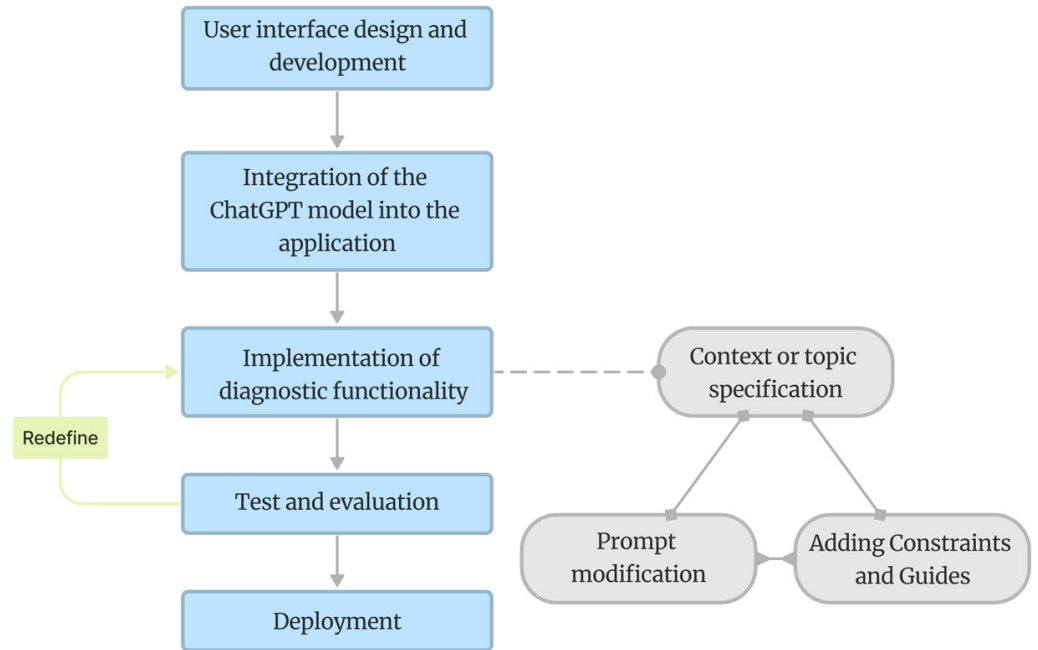 User interface design and
development
Integration of the
ChatGPT model into the
application
Implementation of
diagnostic functionality
Context or topic
specification
Redefine
Test and evaluation
Prompt
modification
Adding Constraints
and Guides
Deployment